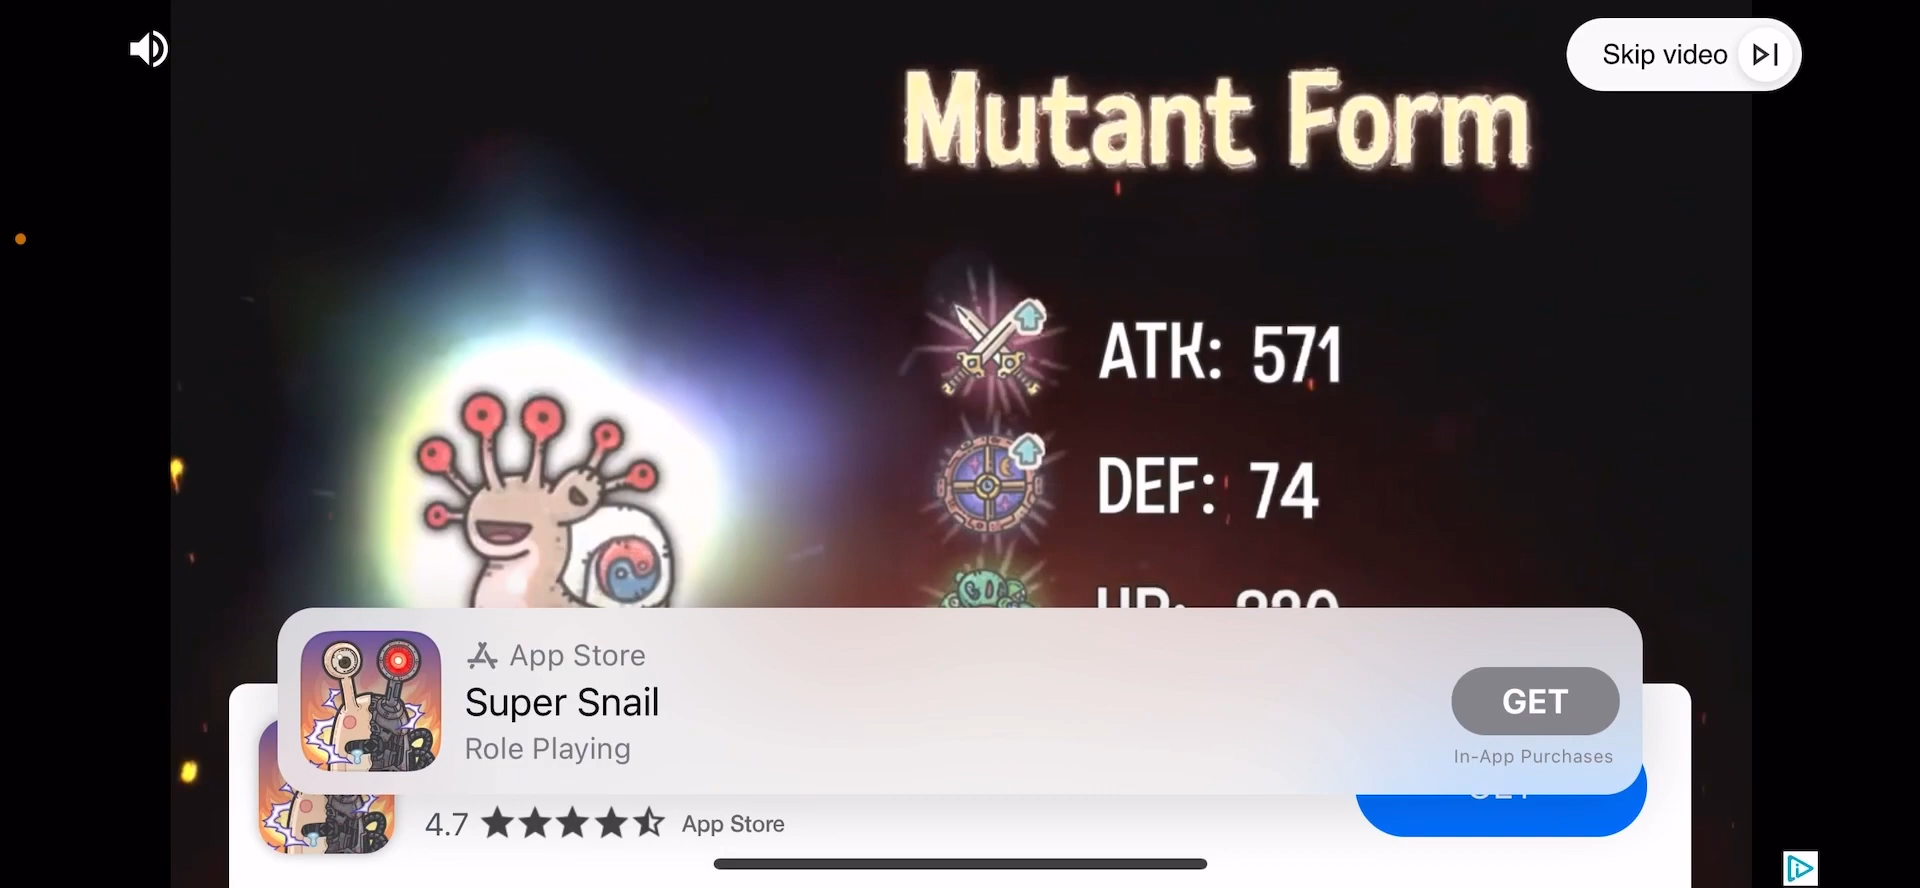 Skip video
Mutant Form
ATK: 571
DEF: 74
App Store
Super Snail
Role Playing
GET
In-App Purchases
4.7
App Store